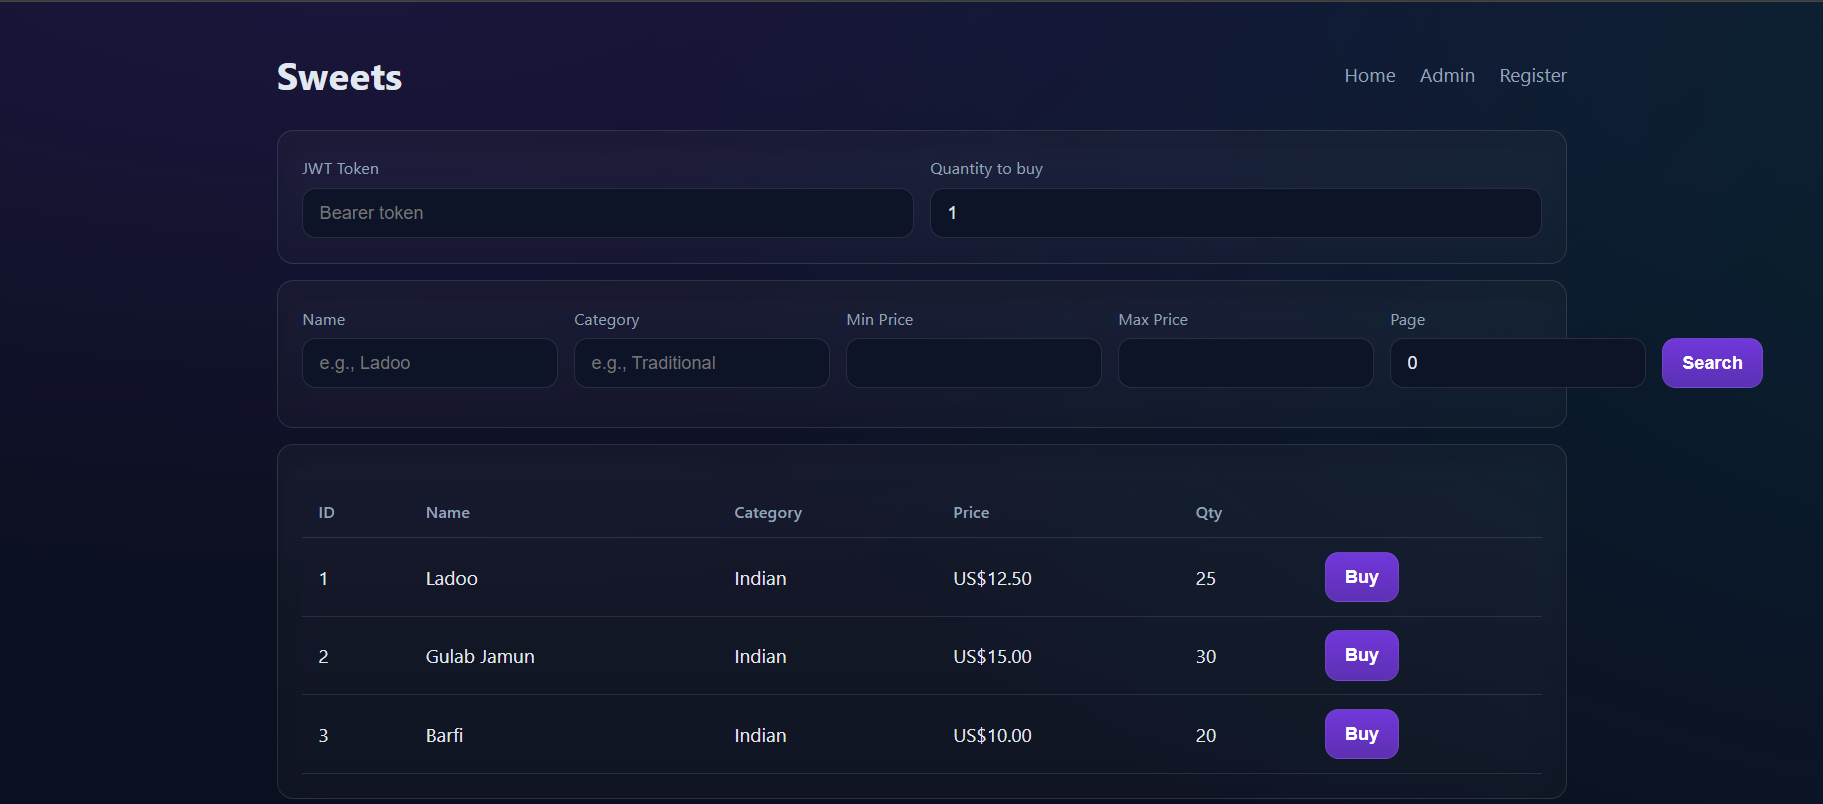 Sweets
Home Admin Register
JWT Token Quantity to buy
Bearer token 1
Name Category Min Price Max Price Page
e.g., Ladoo e.g., Traditional 0 Search
ID Name Category Price Qty
1 Ladoo Indian US$12.50 25 Buy
2 Gulab Jamun Indian US$15.00 30 Buy
3 Barfi Indian US$10.00 20 Buy